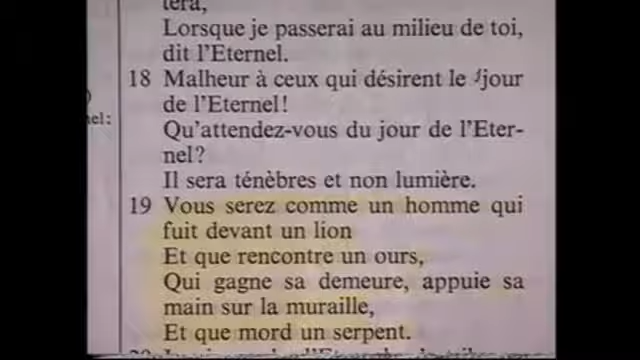 tera,
Lorsque je passerai au milieu de toi,
dit l'Eternel.
18 Malheur à ceux qui désirent le jour
de l'Eternel!
Qu'attendez-vous du jour de l'Eter-
nel?
Il sera ténèbres et non lumière.
19 Vous serez comme un homme qui
fuit devant un lion
Et que rencontre un ours,
Qui gagne sa demeure, appuie sa
main sur la muraille,
Et que mord un serpent.